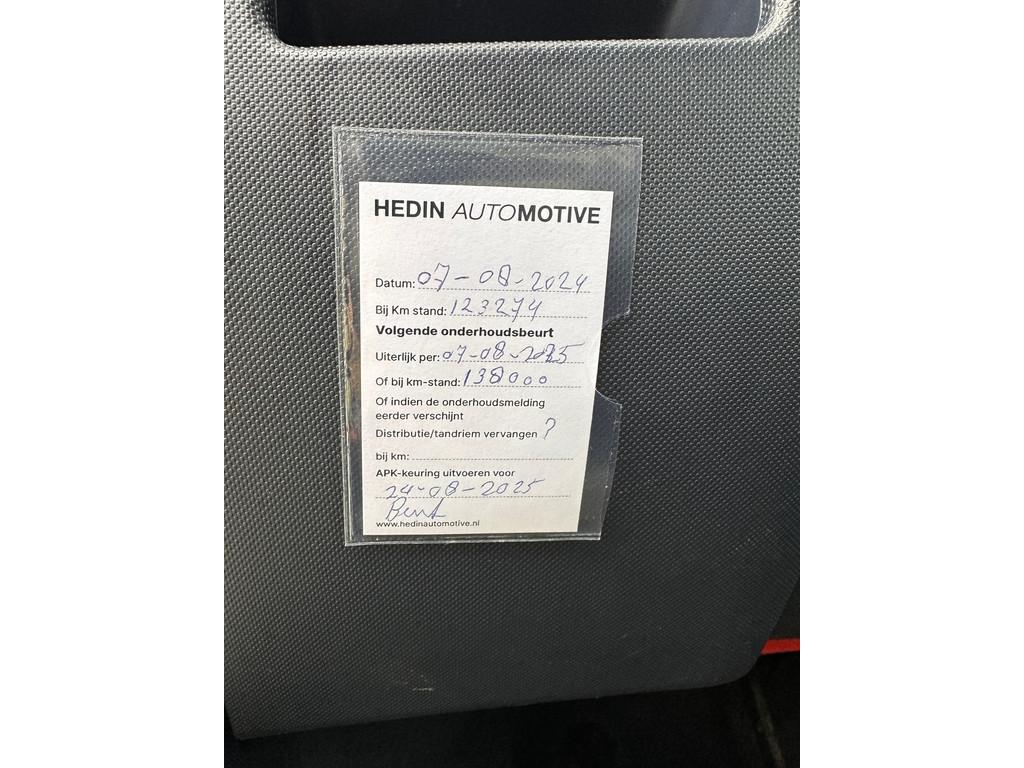 HEDIN AUTOMOTIVE
Datum: 07-08-2024
Bij Km stand: 123274
Volgende onderhoudsbeurt
Uiterlijk per: 07-08-2025
Of bij km-stand: 138000
Of indien de onderhoudsmelding
eerder verschijnt
Distributie/tandriem vervangen ?
bij km:
APK-keuring uitvoeren voor
24-08-2025
www.hedinautomotive.nl